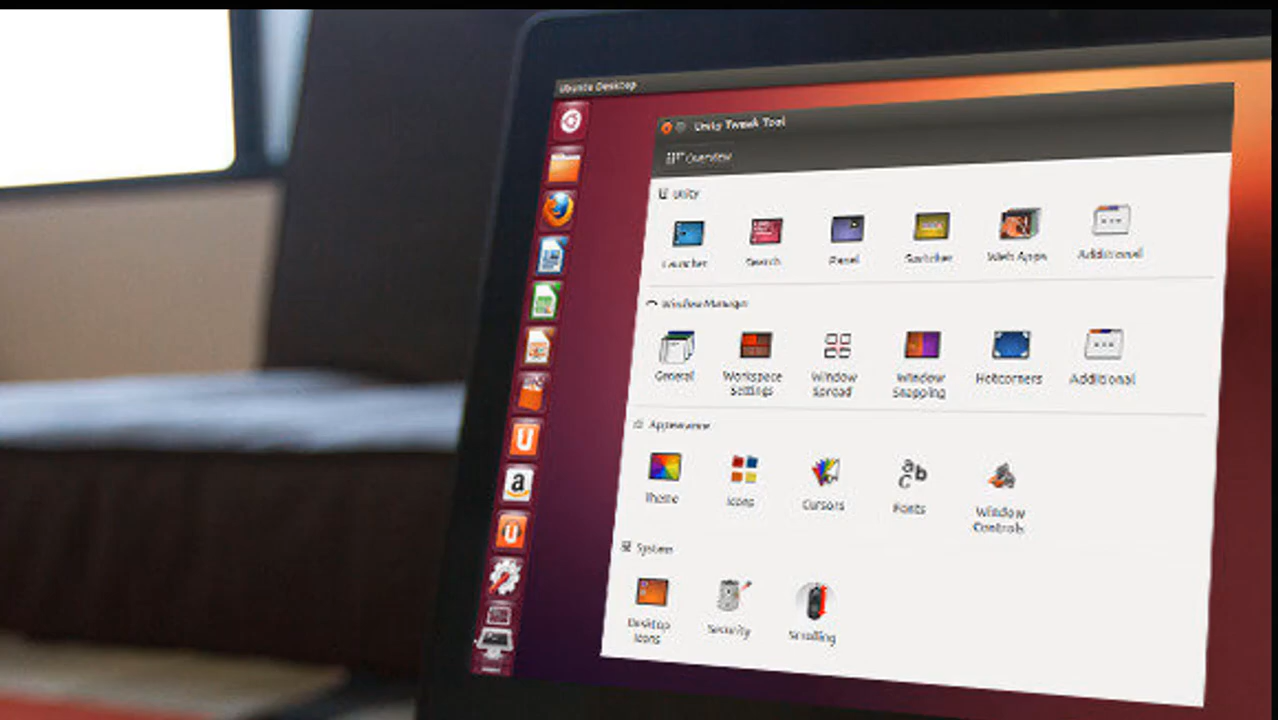 Ubuntu Desktop
Unity Tweak Tool
Overview
Unity
Launcher Search Panel Switcher Web Apps Additional
Window Manager
General Workspace Settings Window Spread Window Snapping Hotcorners Additional
Appearance
Theme Icons Cursors Fonts Window Controls
System
Desktop Icons Security Scrolling